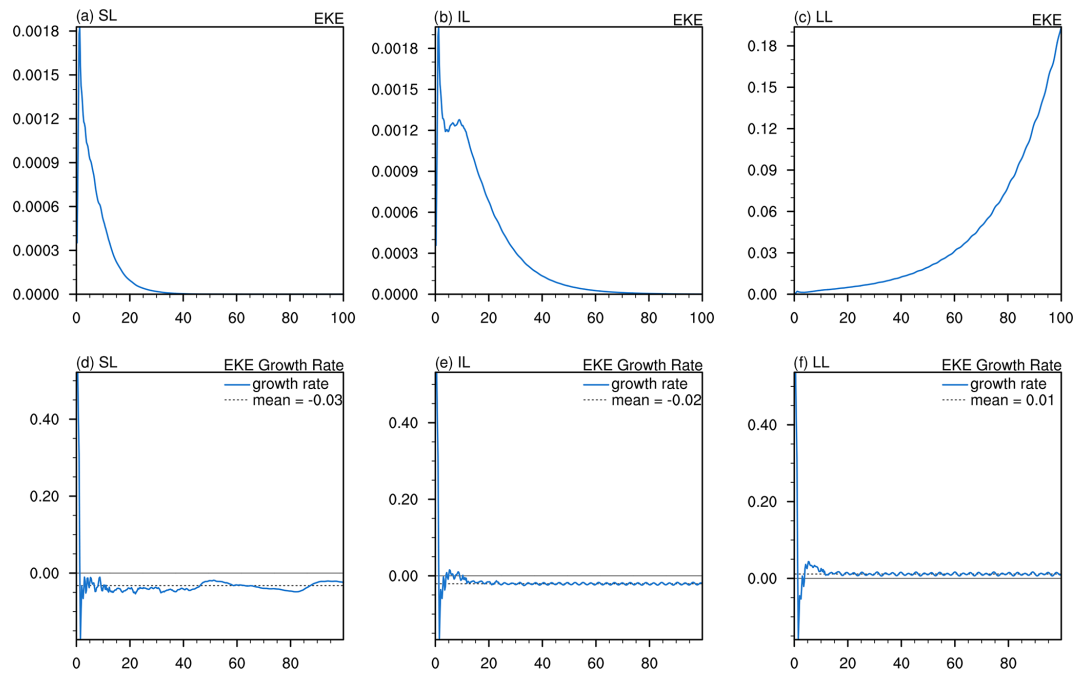 (a) SL EKE
0.0018
0.0015
0.0012
0.0009
0.0006
0.0003
0.0000
0 20 40 60 80 100
(b) IL EKE
0.0018
0.0015
0.0012
0.0009
0.0006
0.0003
0.0000
0 20 40 60 80 100
(c) LL EKE
0.18
0.15
0.12
0.09
0.06
0.03
0.00
0 20 40 60 80 100
(d) SL EKE Growth Rate
growth rate
mean = -0.03
0.40
0.20
0.00
0 20 40 60 80
(e) IL EKE Growth Rate
growth rate
mean = -0.02
0.40
0.20
0.00
0 20 40 60 80
(f) LL EKE Growth Rate
growth rate
mean = 0.01
0.40
0.20
0.00
0 20 40 60 80